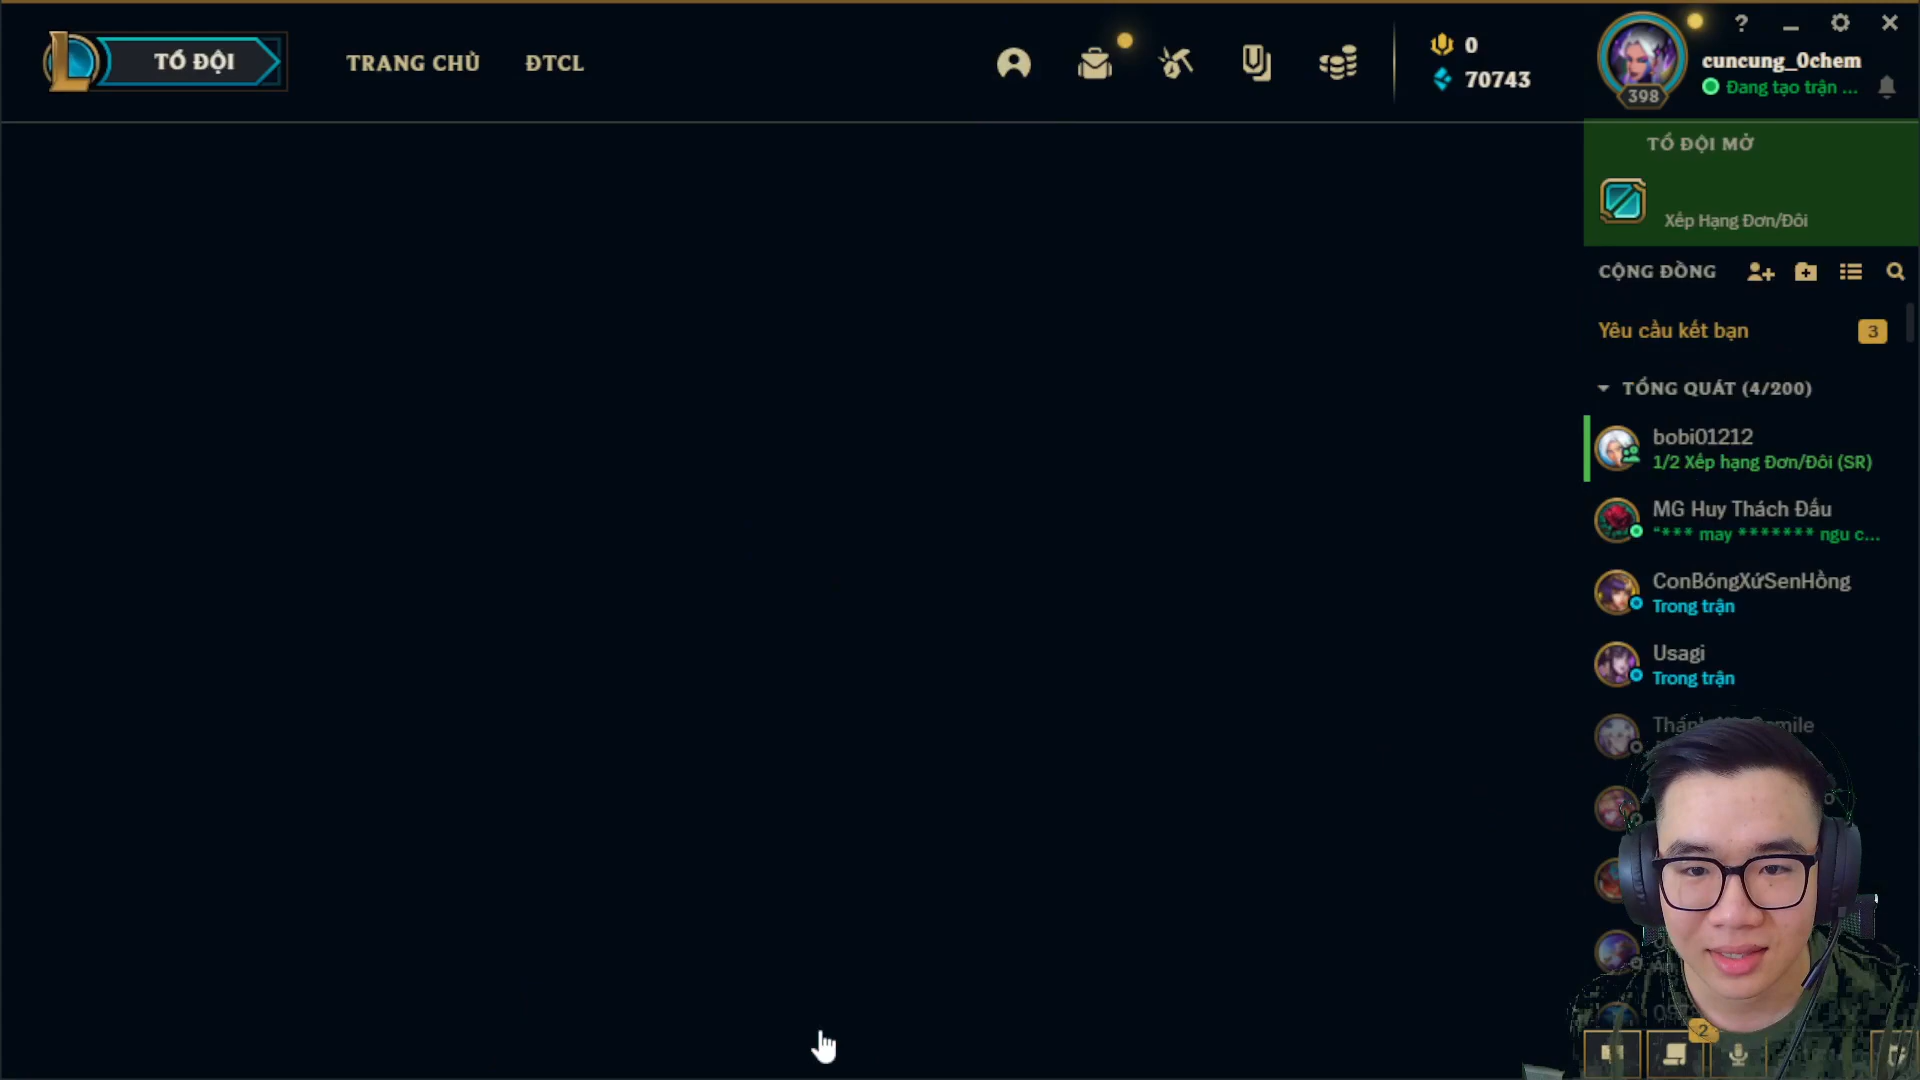 TỔ ĐỘI
TRANG CHỦ
ĐTCL
0
70743
?
398
cuncung_0chem
Đang tạo trận ...
TỔ ĐỘI MỞ
Xếp Hạng Đơn/Đôi
CỘNG ĐỒNG
Yêu cầu kết bạn
3
TỔNG QUÁT (4/200)
bobi01212
1/2 Xếp hạng Đơn/Đôi (SR)
MG Huy Thách Đấu
"*** may ******* ngu c...
ConBóngXứSenHồng
Trong trận
Usagi
Trong trận
2